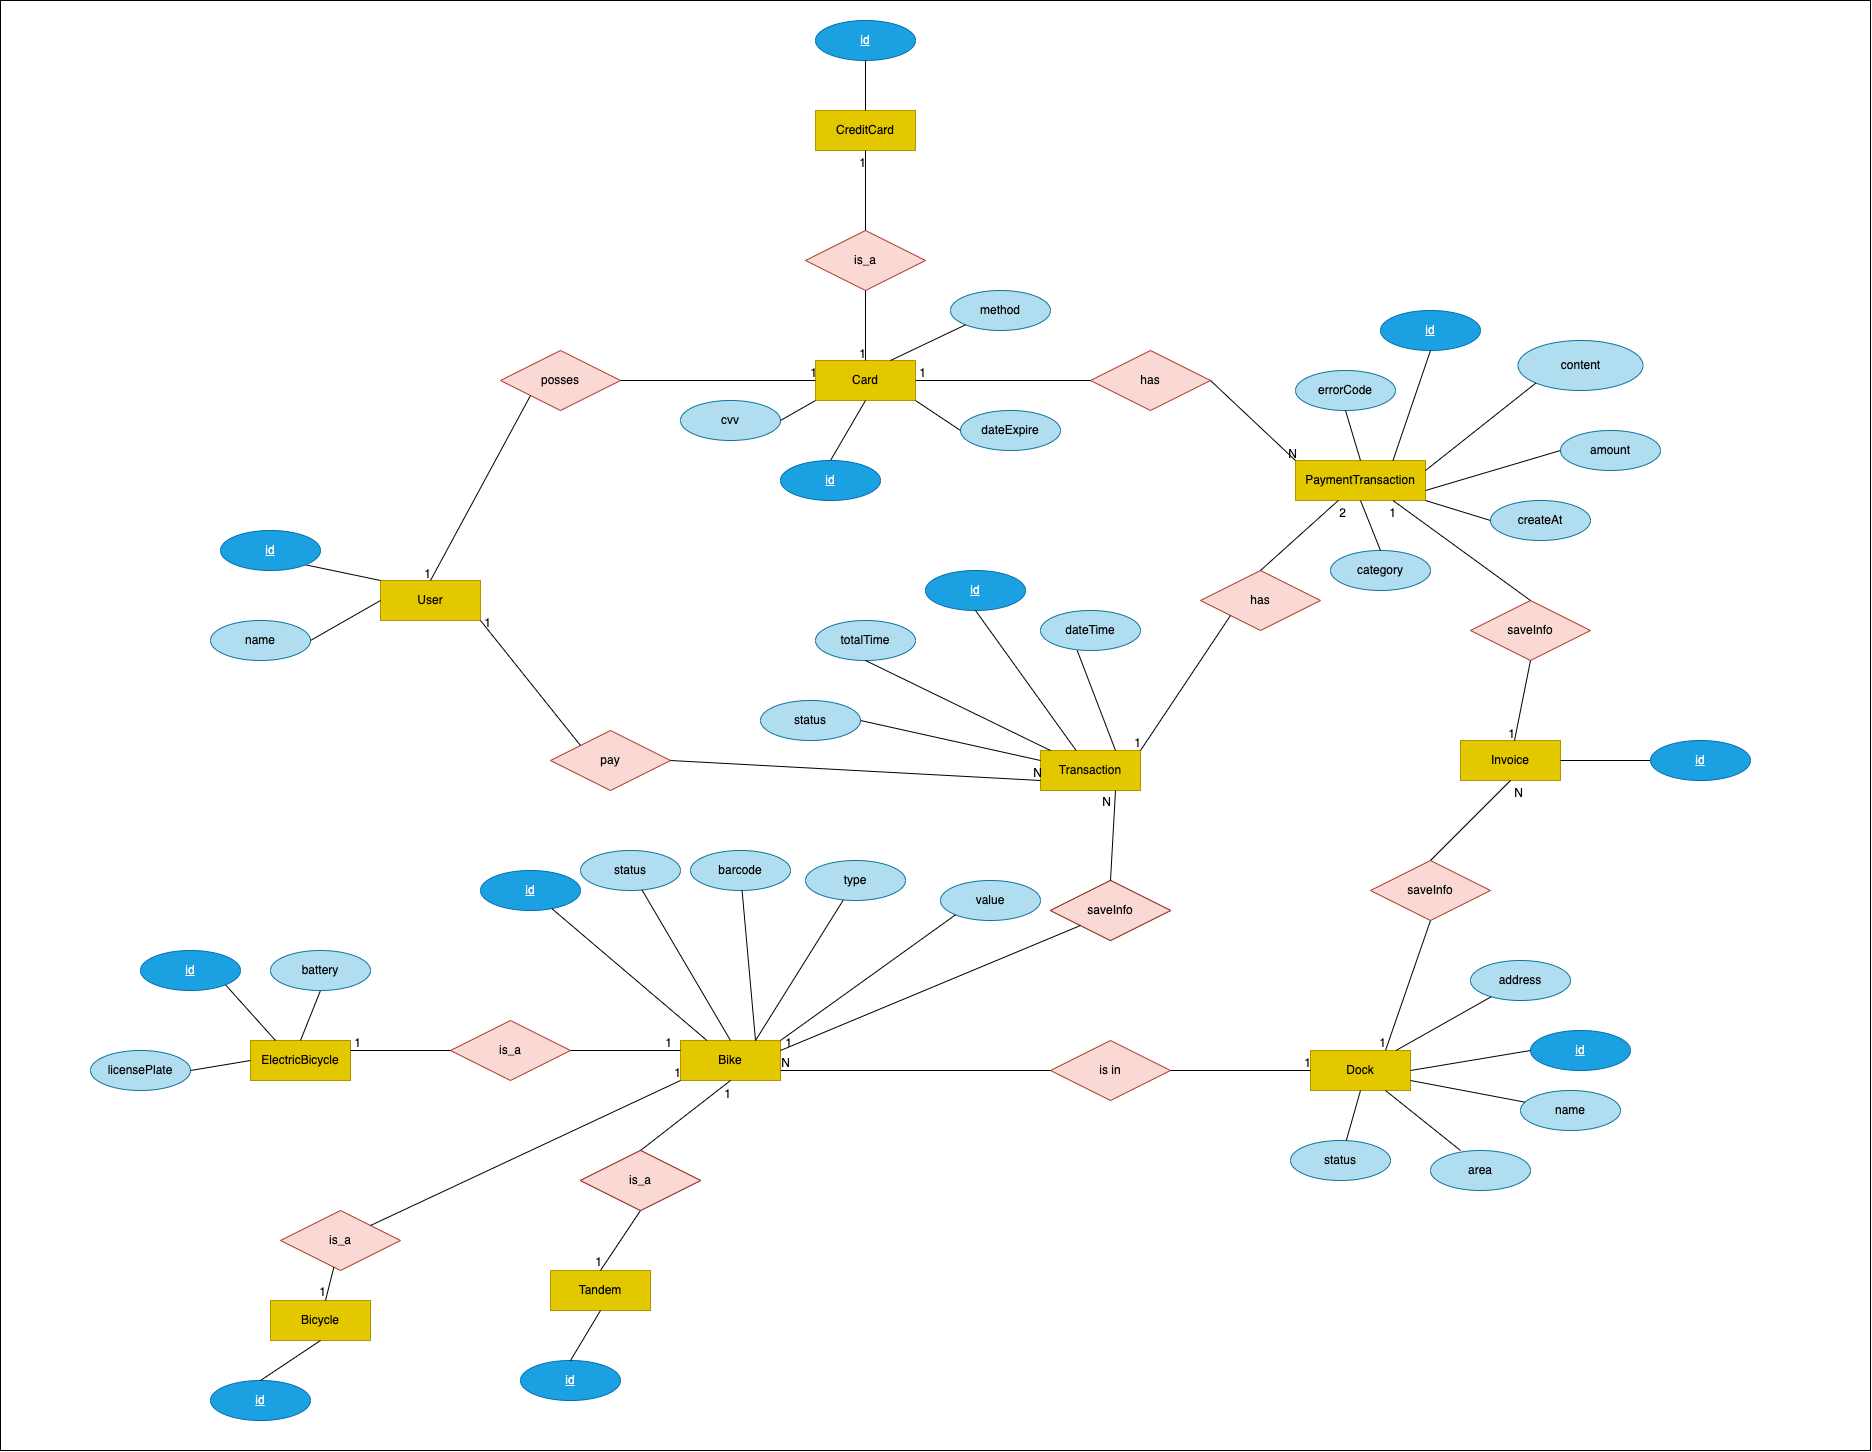 id
CreditCard
1
is_a
method
1
id
content
errorCode
posses
1
Card
1
has
cvv
dateExpire
amount
N
id
PaymentTransaction
2
1
createAt
id
category
1
User
name
1
id
has
dateTime
totalTime
saveInfo
status
1
1
pay
N
Transaction
Invoice
id
N
N
status
barcode
type
id
value
saveInfo
saveInfo
id
battery
address
1
is_a
1
1
1
ElectricBicycle
Bike
N
id
licensePlate
1
is in
1
Dock
1
name
status
area
is_a
is_a
1
1
Tandem
Bicycle
id
id